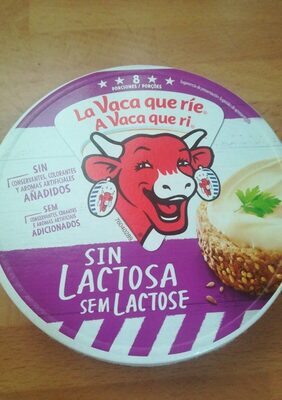 8
PORCIONES / PORÇÕES
La Vaca que ríe
A Vaca que ri
SIN
CONSERVANTES, COLORANTES
Y AROMAS ARTIFICIALES
AÑADIDOS
SEM
CONSERVANTES, CORANTES
E AROMAS ARTIFICIAIS
ADICIONADOS
SIN
LACTOSA
SEM LACTOSE